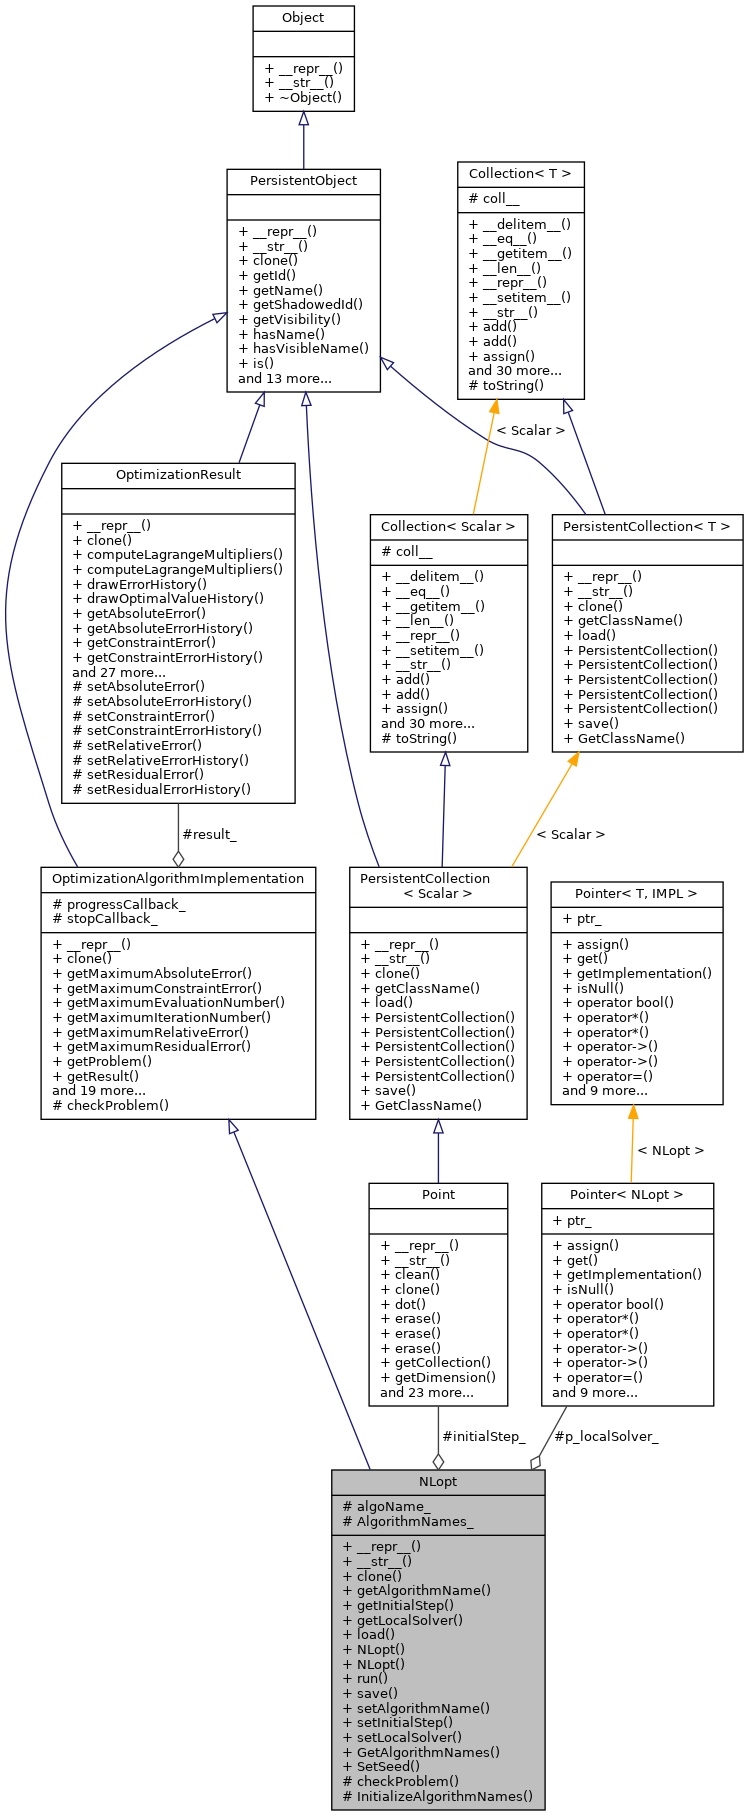 Object
+ __repr__()
+ __str__()
+ ~Object()
PersistentObject
+ __repr__()
+ __str__()
+ clone()
+ getId()
+ getName()
+ getShadowedId()
+ getVisibility()
+ hasName()
+ hasVisibleName()
+ is()
and 13 more...
Collection< T >
# coll__
+ __delitem__()
+ __eq__()
+ __getitem__()
+ __len__()
+ __repr__()
+ __setitem__()
+ __str__()
+ add()
+ add()
+ assign()
and 30 more...
# toString()
< Scalar >
OptimizationResult
+ __repr__()
+ clone()
+ computeLagrangeMultipliers()
+ computeLagrangeMultipliers()
+ drawErrorHistory()
+ drawOptimalValueHistory()
+ getAbsoluteError()
+ getAbsoluteErrorHistory()
+ getConstraintError()
+ getConstraintErrorHistory()
and 27 more...
# setAbsoluteError()
# setAbsoluteErrorHistory()
# setConstraintError()
# setConstraintErrorHistory()
# setRelativeError()
# setRelativeErrorHistory()
# setResidualError()
# setResidualErrorHistory()
Collection< Scalar >
# coll__
+ __delitem__()
+ __eq__()
+ __getitem__()
+ __len__()
+ __repr__()
+ __setitem__()
+ __str__()
+ add()
+ add()
+ assign()
and 30 more...
# toString()
PersistentCollection< T >
+ __repr__()
+ __str__()
+ clone()
+ getClassName()
+ load()
+ PersistentCollection()
+ PersistentCollection()
+ PersistentCollection()
+ PersistentCollection()
+ PersistentCollection()
+ save()
+ GetClassName()
#result_
< Scalar >
OptimizationAlgorithmImplementation
# progressCallback_
# stopCallback_
+ __repr__()
+ clone()
+ getMaximumAbsoluteError()
+ getMaximumConstraintError()
+ getMaximumEvaluationNumber()
+ getMaximumIterationNumber()
+ getMaximumRelativeError()
+ getMaximumResidualError()
+ getProblem()
+ getResult()
and 19 more...
# checkProblem()
PersistentCollection
< Scalar >
+ __repr__()
+ __str__()
+ clone()
+ getClassName()
+ load()
+ PersistentCollection()
+ PersistentCollection()
+ PersistentCollection()
+ PersistentCollection()
+ PersistentCollection()
+ save()
+ GetClassName()
Pointer< T, IMPL >
+ ptr_
+ assign()
+ get()
+ getImplementation()
+ isNull()
+ operator bool()
+ operator*()
+ operator*()
+ operator->()
+ operator->()
+ operator=()
and 9 more...
< NLopt >
Point
+ __repr__()
+ __str__()
+ clean()
+ clone()
+ dot()
+ erase()
+ erase()
+ erase()
+ getCollection()
+ getDimension()
and 23 more...
Pointer< NLopt >
+ ptr_
+ assign()
+ get()
+ getImplementation()
+ isNull()
+ operator bool()
+ operator*()
+ operator*()
+ operator->()
+ operator->()
+ operator=()
and 9 more...
#initialStep_
#p_localSolver_
NLopt
# algoName_
# AlgorithmNames_
+ __repr__()
+ __str__()
+ clone()
+ getAlgorithmName()
+ getInitialStep()
+ getLocalSolver()
+ load()
+ NLopt()
+ NLopt()
+ run()
+ save()
+ setAlgorithmName()
+ setInitialStep()
+ setLocalSolver()
+ GetAlgorithmNames()
+ SetSeed()
# checkProblem()
# InitializeAlgorithmNames()